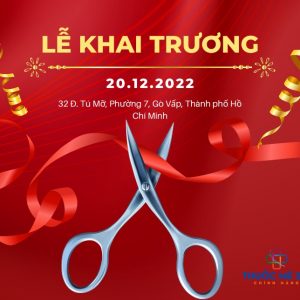 LỄ KHAI TRƯƠNG
20.12.2022
32 Đ. Tú Mỡ, Phường 7, Gò Vấp, Thành phố Hồ
Chí Minh